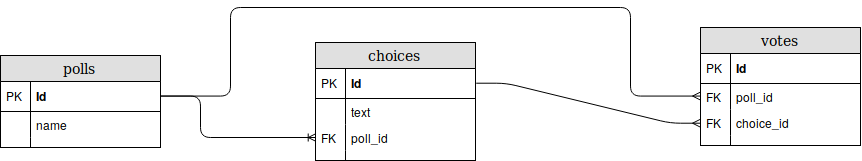 polls
PK Id
name
choices
PK Id
text
FK poll_id
votes
PK Id
FK poll_id
FK choice_id